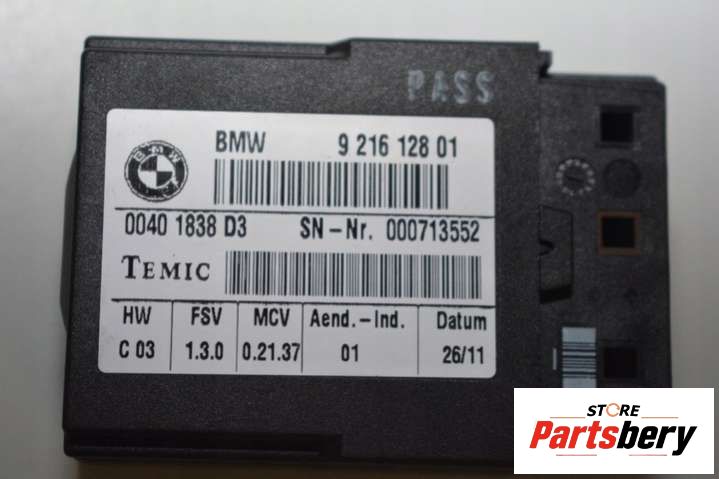 PASS
BMW 9 216 128 01
BMW
0040 1838 D3 SN-Nr. 000713552
TEMIC
HW FSV MCV Aend.-Ind. Datum
C 03 1.3.0 0.21.37 01 26/11
STORE
Partsbery